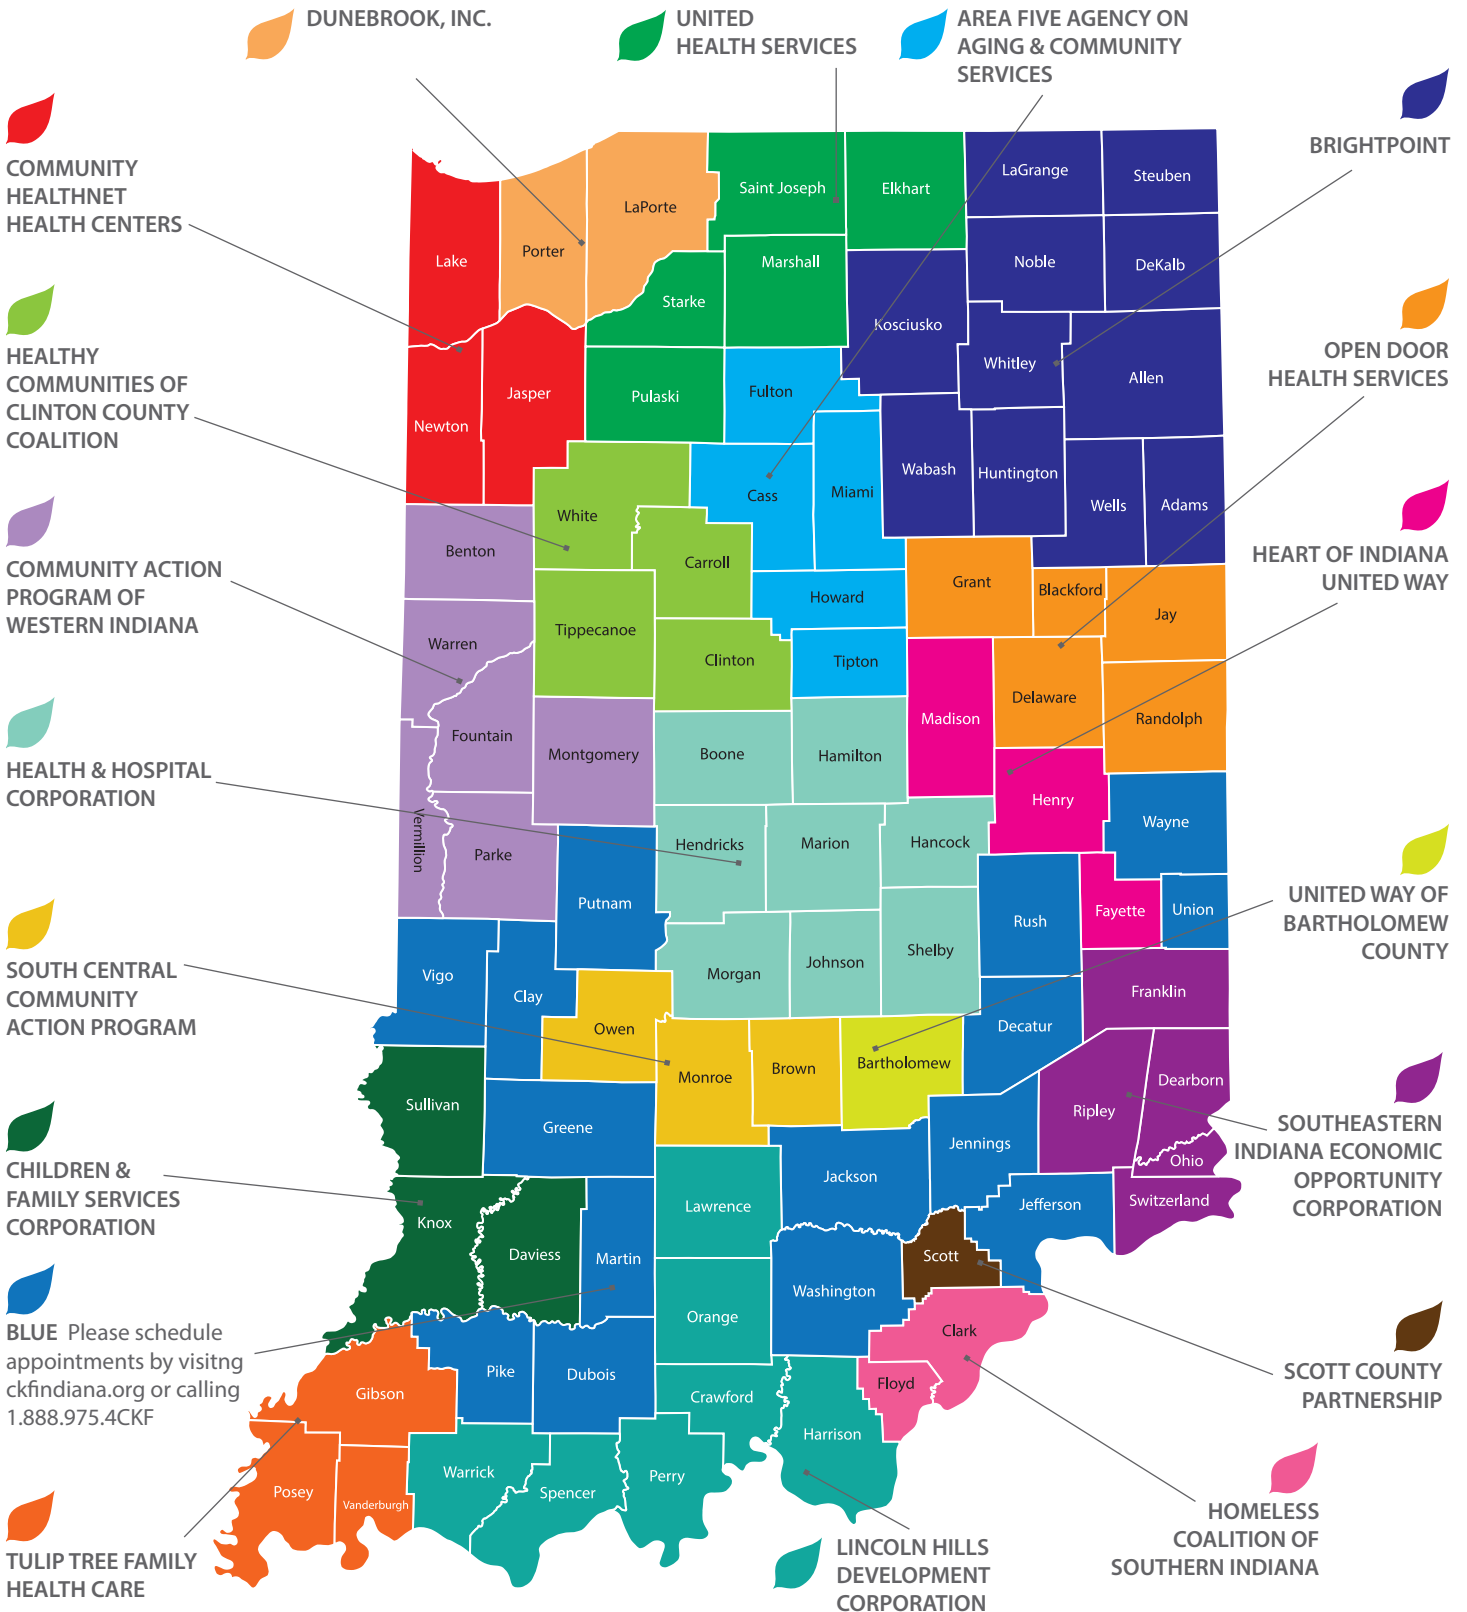 DUNEBROOK, INC.
UNITED
HEALTH SERVICES
AREA FIVE AGENCY ON
AGING & COMMUNITY
SERVICES
BRIGHTPOINT
COMMUNITY
HEALTHNET
HEALTH CENTERS
HEALTHY
COMMUNITIES OF
CLINTON COUNTY
COALITION
COMMUNITY ACTION
PROGRAM OF
WESTERN INDIANA
HEALTH & HOSPITAL
CORPORATION
SOUTH CENTRAL
COMMUNITY
ACTION PROGRAM
CHILDREN &
FAMILY SERVICES
CORPORATION
BLUE Please schedule
appointments by visitng
ckfindiana.org or calling
1.888.975.4CKF
TULIP TREE FAMILY
HEALTH CARE
OPEN DOOR
HEALTH SERVICES
HEART OF INDIANA
UNITED WAY
UNITED WAY OF
BARTHOLOMEW
COUNTY
SOUTHEASTERN
INDIANA ECONOMIC
OPPORTUNITY
CORPORATION
SCOTT COUNTY
PARTNERSHIP
HOMELESS
COALITION OF
SOUTHERN INDIANA
LINCOLN HILLS
DEVELOPMENT
CORPORATION
Lake
Porter
LaPorte
Saint Joseph
Elkhart
LaGrange
Steuben
Noble
DeKalb
Starke
Marshall
Kosciusko
Whitley
Allen
Newton
Jasper
Pulaski
Fulton
Wabash
Huntington
Wells
Adams
White
Cass
Miami
Benton
Carroll
Howard
Grant
Blackford
Jay
Warren
Tippecanoe
Clinton
Tipton
Madison
Delaware
Randolph
Fountain
Montgomery
Boone
Hamilton
Henry
Wayne
Vermillion
Parke
Putnam
Hendricks
Marion
Hancock
Rush
Fayette
Union
Vigo
Clay
Owen
Morgan
Johnson
Shelby
Decatur
Franklin
Sullivan
Greene
Monroe
Brown
Bartholomew
Jennings
Ripley
Dearborn
Ohio
Switzerland
Jefferson
Jackson
Lawrence
Knox
Daviess
Martin
Orange
Washington
Scott
Clark
Floyd
Harrison
Crawford
Dubois
Pike
Gibson
Posey
Vanderburgh
Warrick
Spencer
Perry